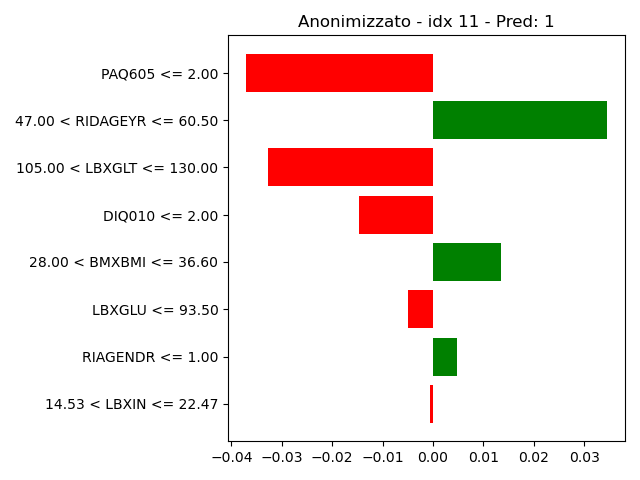 Anonimizzato - idx 11 - Pred: 1
PAQ605 <= 2.00
47.00 < RIDAGEYR <= 60.50
105.00 < LBXGLT <= 130.00
DIQ010 <= 2.00
28.00 < BMXBMI <= 36.60
LBXGLU <= 93.50
RIAGENDR <= 1.00
14.53 < LBXIN <= 22.47
−0.04 −0.03 −0.02 −0.01 0.00 0.01 0.02 0.03